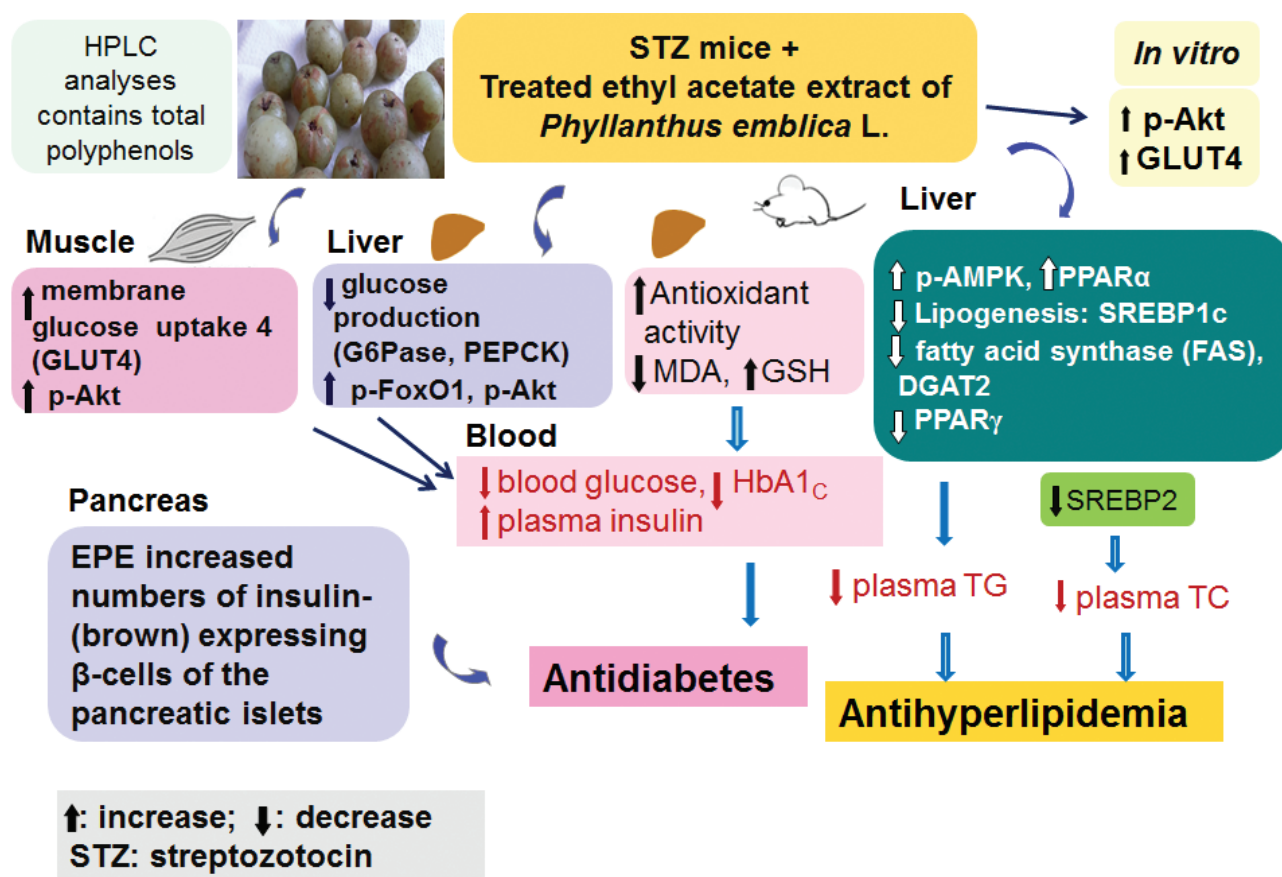 HPLC
analyses
contains total
polyphenols
STZ mice +
Treated ethyl acetate extract of
Phyllanthus emblica L.
In vitro
↑ p-Akt
↑ GLUT4
Muscle
↑ membrane
glucose uptake 4
(GLUT4)
↑ p-Akt
Liver
↓ glucose
production
(G6Pase, PEPCK)
↑ p-FoxO1, p-Akt
↑ Antioxidant
activity
↓ MDA, ↑ GSH
Liver
↑ p-AMPK, ↑ PPARα
↓ Lipogenesis: SREBP1c
↓ fatty acid synthase (FAS),
DGAT2
↓ PPARγ
Blood
↓ blood glucose, ↓ HbA1C
↑ plasma insulin
Pancreas
EPE increased
numbers of insulin-
(brown) expressing
β-cells of the
pancreatic islets
↓ SREBP2
↓ plasma TG
↓ plasma TC
Antidiabetes
Antihyperlipidemia
↑: increase; ↓: decrease
STZ: streptozotocin